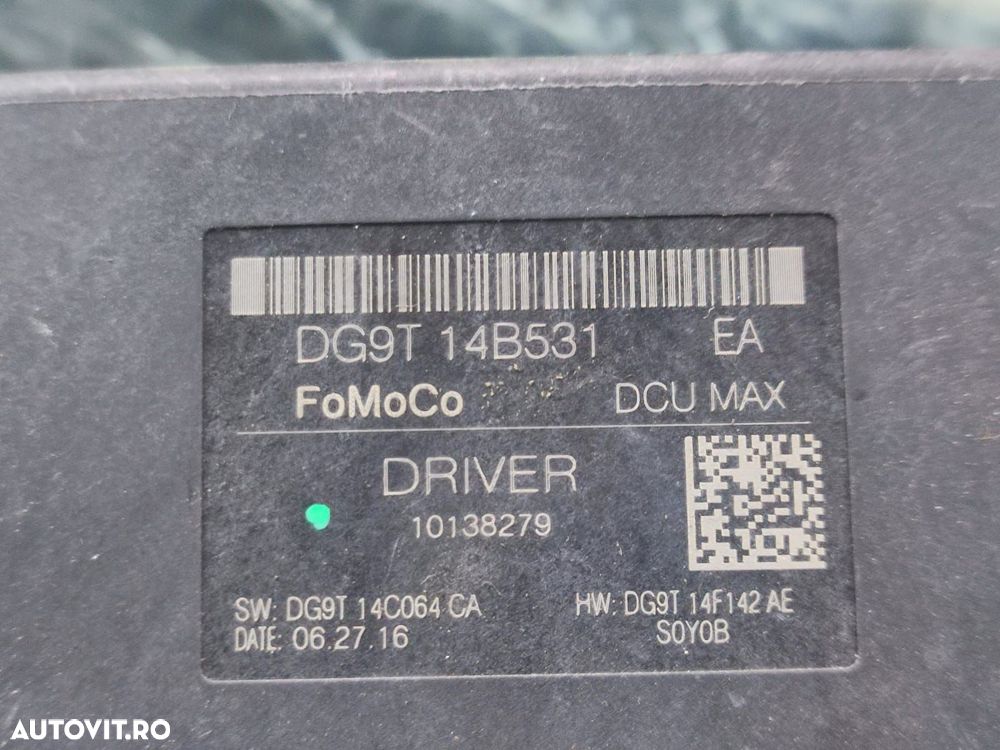 DG9T 14B531 EA
FoMoCo DCU MAX
DRIVER
10138279
SW: DG9T 14C064 CA HW: DG9T 14F142 AE
DATE: 06.27.16 S0Y0B
AUTOVIT.RO